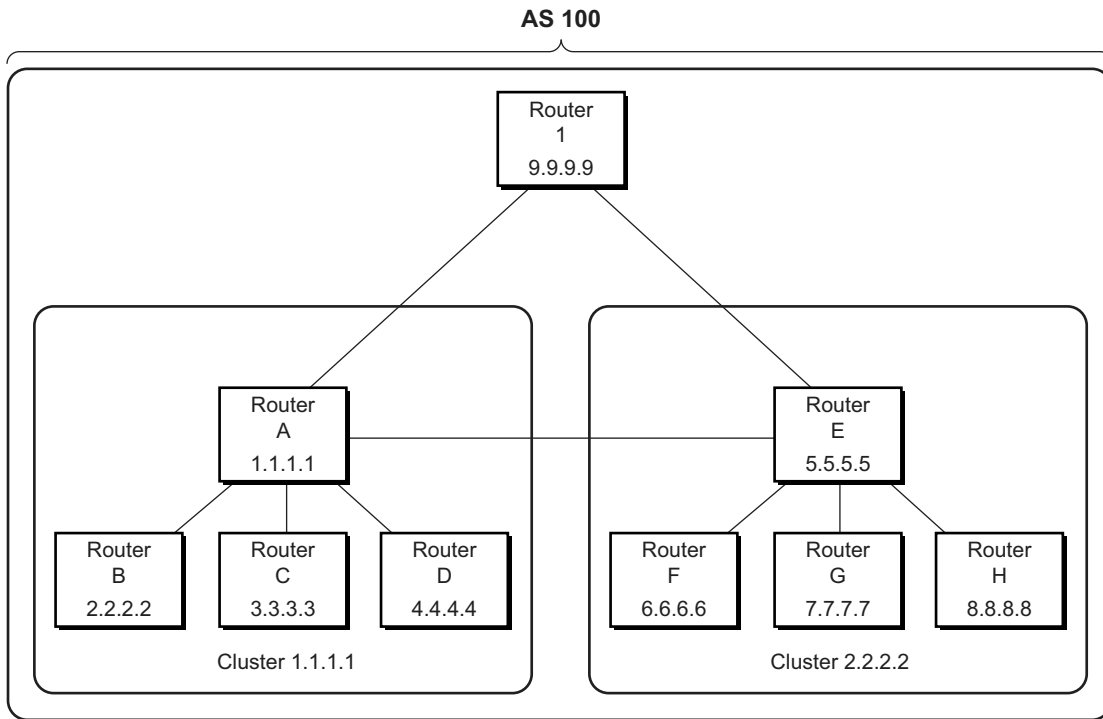 AS 100
Router
1
9.9.9.9
Router
A
1.1.1.1
Router
E
5.5.5.5
Router
B
2.2.2.2
Router
C
3.3.3.3
Router
D
4.4.4.4
Router
F
6.6.6.6
Router
G
7.7.7.7
Router
H
8.8.8.8
Cluster 1.1.1.1
Cluster 2.2.2.2